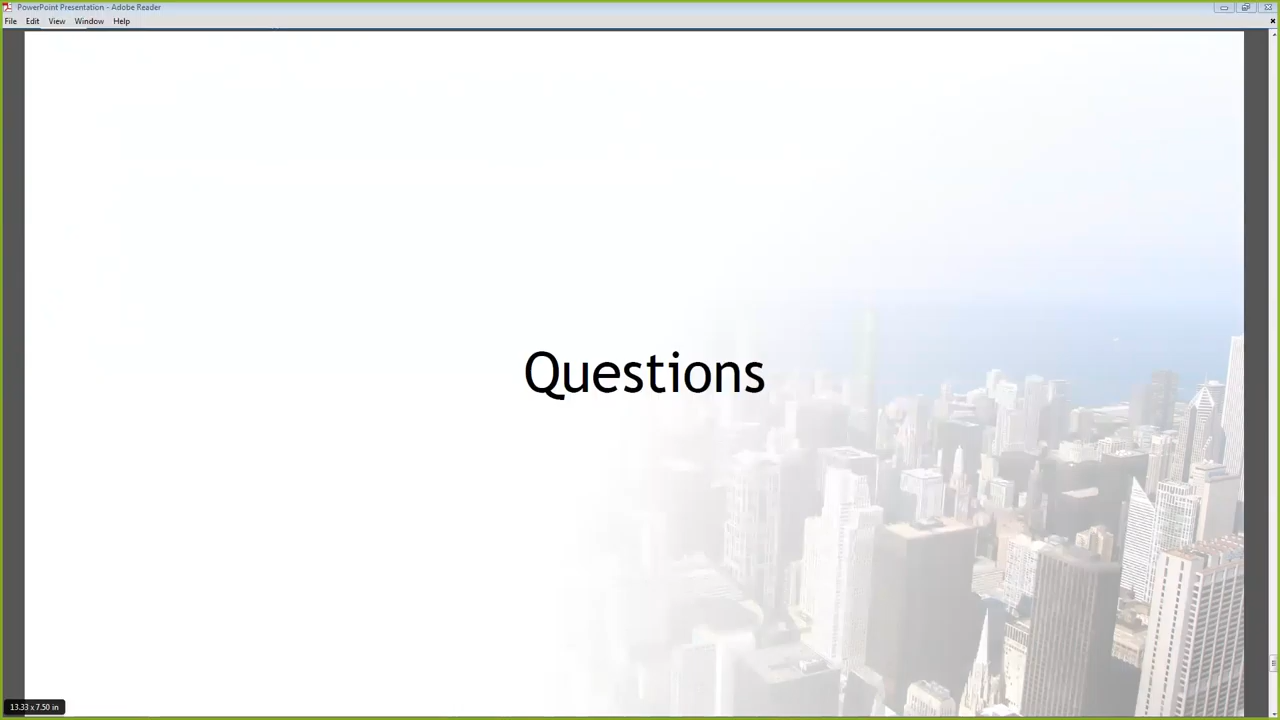 PowerPoint Presentation - Adobe Reader
File Edit View Window Help
Questions
13.33 x 7.50 in